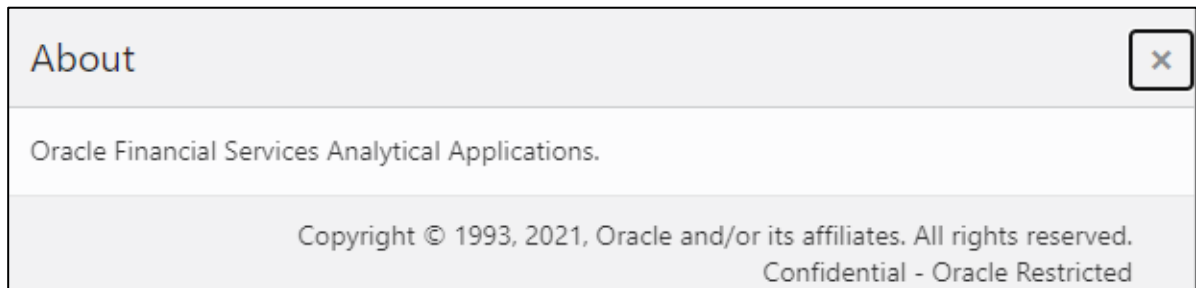 About
Oracle Financial Services Analytical Applications.
Copyright © 1993, 2021, Oracle and/or its affiliates. All rights reserved.
Confidential - Oracle Restricted